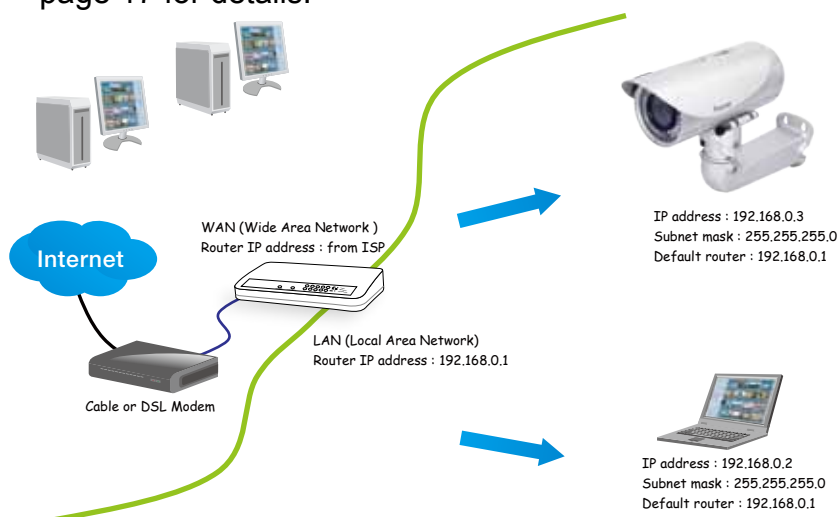 WAN (Wide Area Network )
Router IP address : from ISP
Internet
LAN (Local Area Network)
Router IP address : 192.168.0.1
Cable or DSL Modem
IP address : 192.168.0.3
Subnet mask : 255.255.255.0
Default router : 192.168.0.1
IP address : 192.168.0.2
Subnet mask : 255.255.255.0
Default router : 192.168.0.1